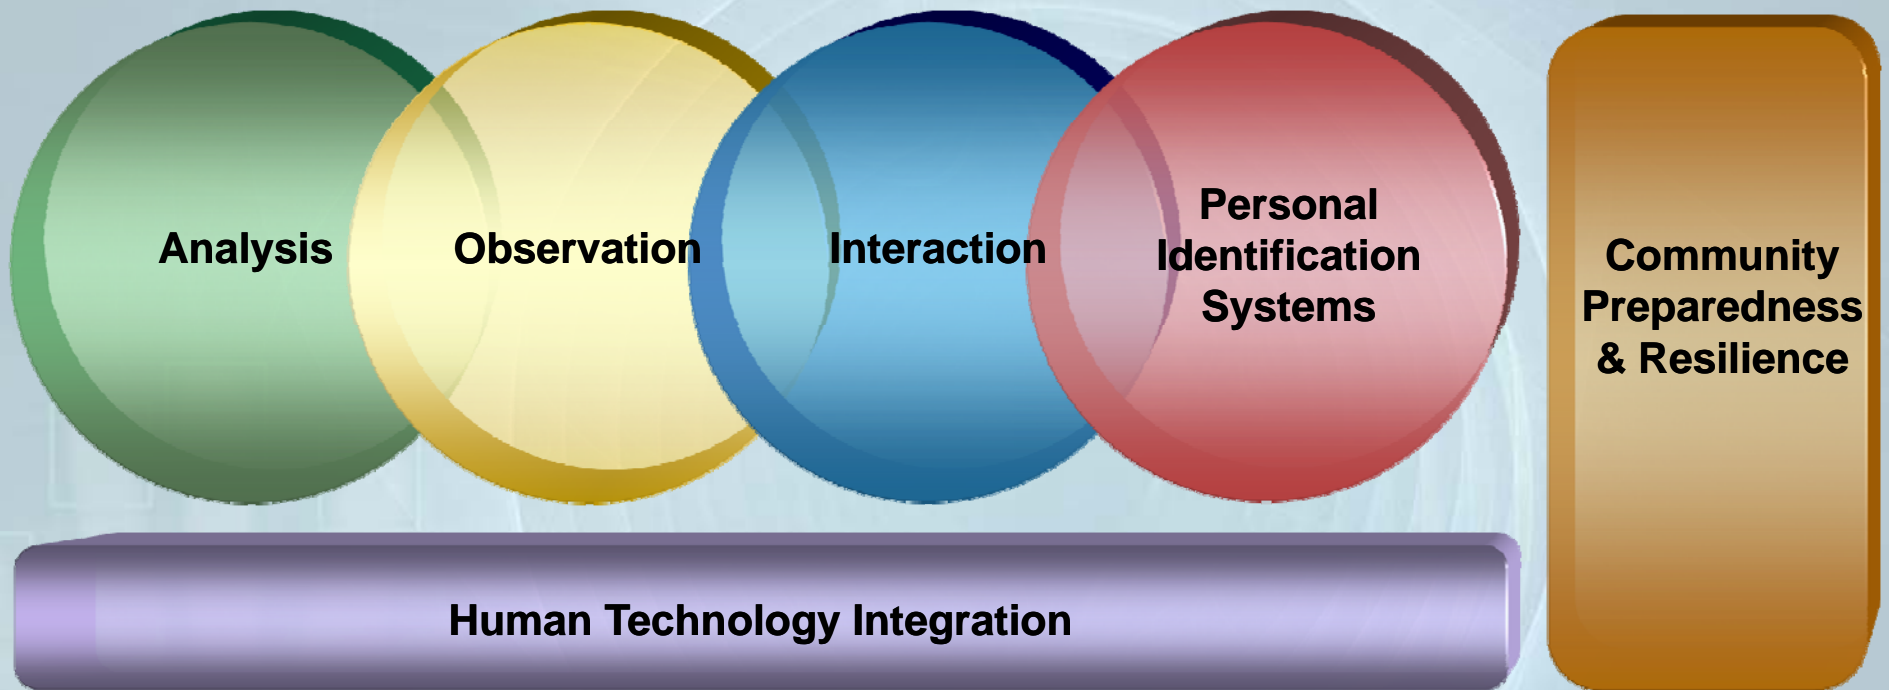 Analysis
Observation
Interaction
Personal
Identification
Systems
Community
Preparedness
& Resilience
Human Technology Integration